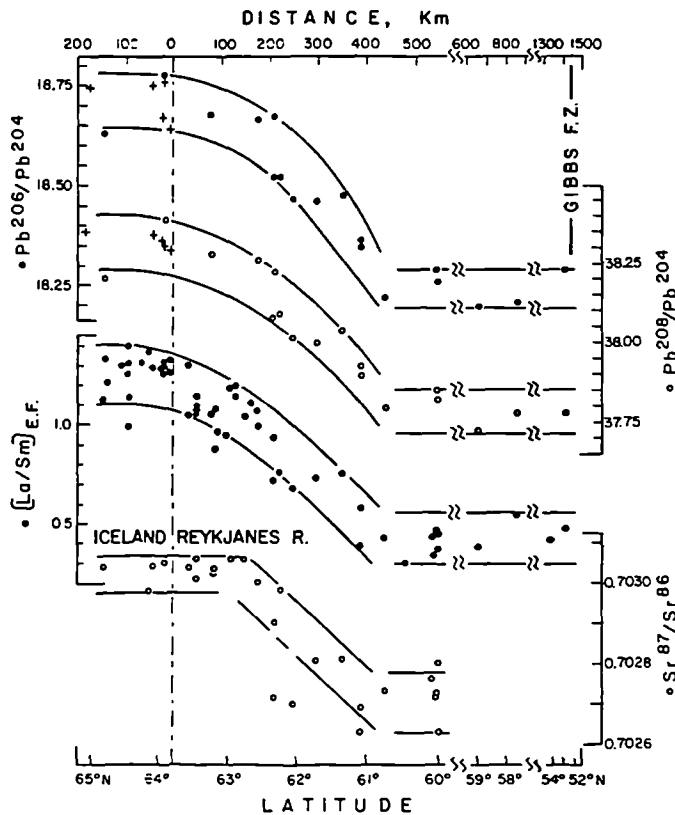 DISTANCE, Km
200 100 0 100 200 300 400 500 600 800 1300 1500
• Pb206/Pb204
18.75
18.50
18.25
GIBBS F.Z.
38.25
38.00
37.75
o Pb208/Pb204
• [La/Sm] E.F.
1.0
0.5
ICELAND REYKJANES R.
0.7030
0.7028
0.7026
o Sr87/Sr86
65°N 64° 63° 62° 61° 60° 59° 58° 54° 52°N
LATITUDE